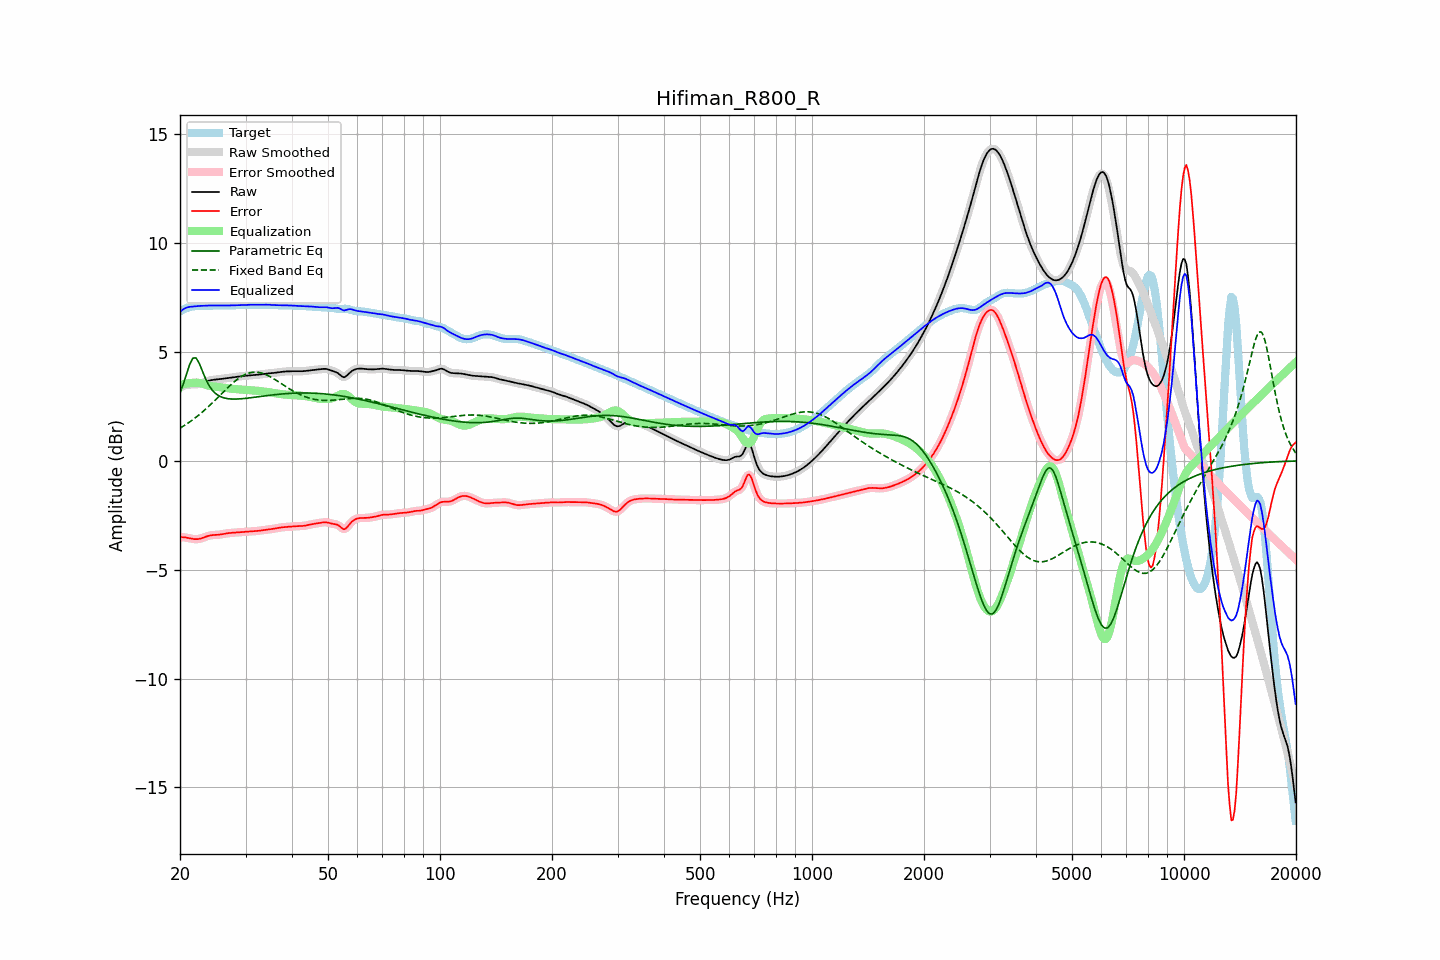 Hifiman_R800_R
Target
Raw Smoothed
Error Smoothed
Raw
Error
Equalization
Parametric Eq
Fixed Band Eq
Equalized
15
10
5
0
−5
−10
−15
Amplitude (dBr)
20
50
100
200
500
1000
2000
5000
10000
20000
Frequency (Hz)